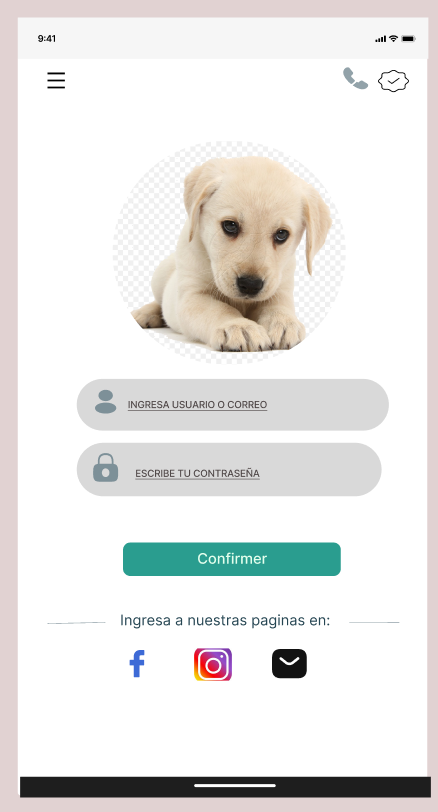 9:41
INGRESA USUARIO O CORREO
ESCRIBE TU CONTRASEÑA
Confirmer
Ingresa a nuestras paginas en: